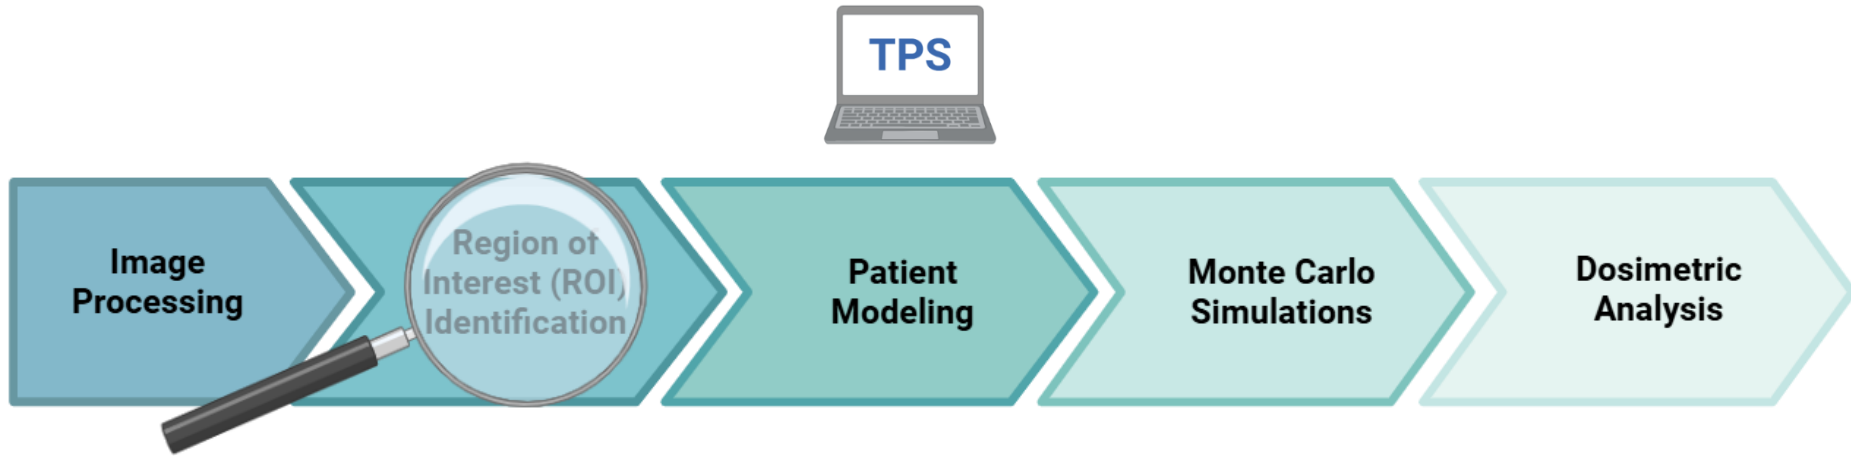 TPS
Image
Processing
Region of
Interest (ROI)
Identification
Patient
Modeling
Monte Carlo
Simulations
Dosimetric
Analysis